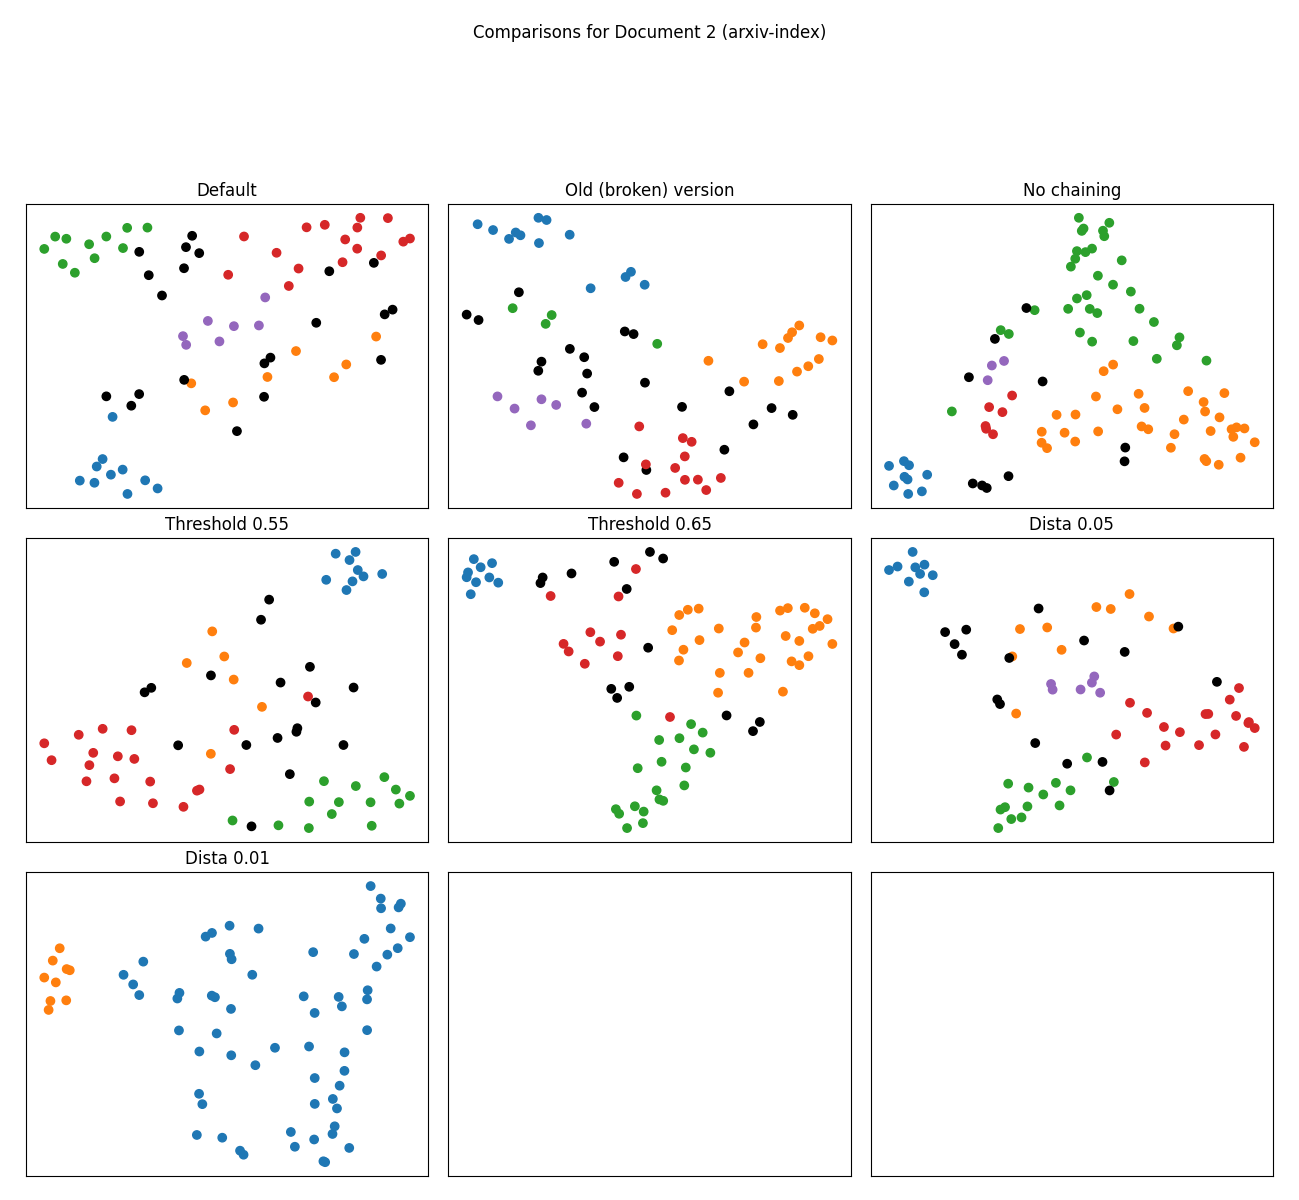 Comparisons for Document 2 (arxiv-index)
Default
Old (broken) version
No chaining
Threshold 0.55
Threshold 0.65
Dista 0.05
Dista 0.01